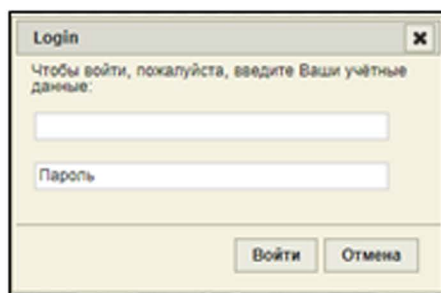 Login
Чтобы войти, пожалуйста, введите Ваши учётные
данные:
Пароль
Войти Отмена